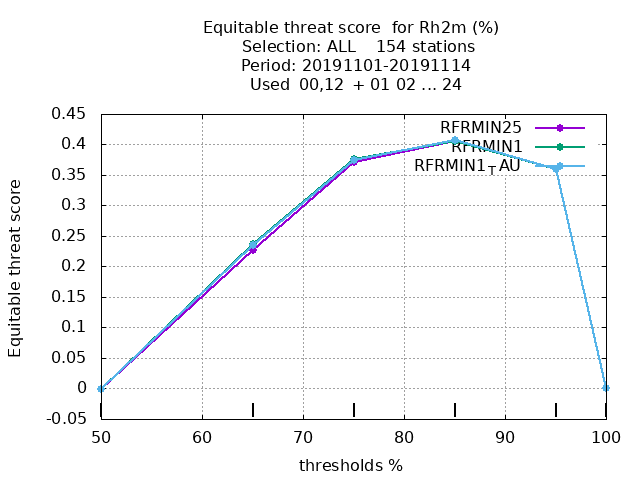 Equitable threat score for Rh2m (%)
Selection: ALL 154 stations
Period: 20191101-20191114
Used 00,12 + 01 02 ... 24
RFRMIN25
RFRMIN1
RFRMIN1TAU
Equitable threat score
0.45
0.4
0.35
0.3
0.25
0.2
0.15
0.1
0.05
0
-0.05
50 60 70 80 90 100
thresholds %